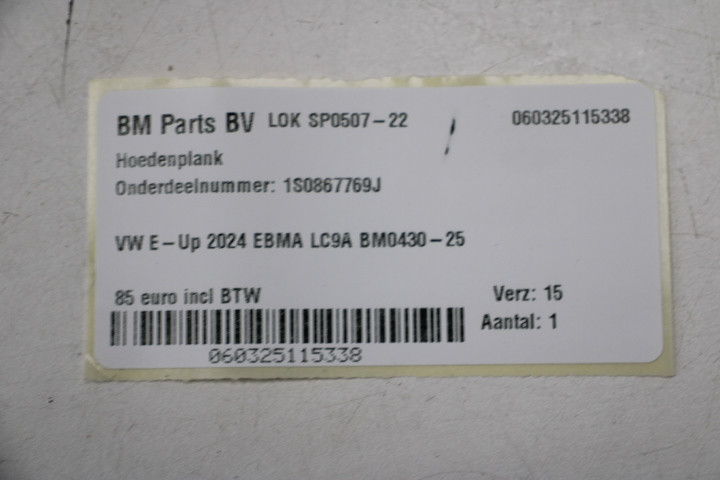 BM Parts BV LOK SP0507-22 060325115338
Hoedenplank
Onderdeelnummer: 1S0867769J
VW E-Up 2024 EBMA LC9A BM0430-25
85 euro incl BTW Verz: 15
Aantal: 1
060325115338